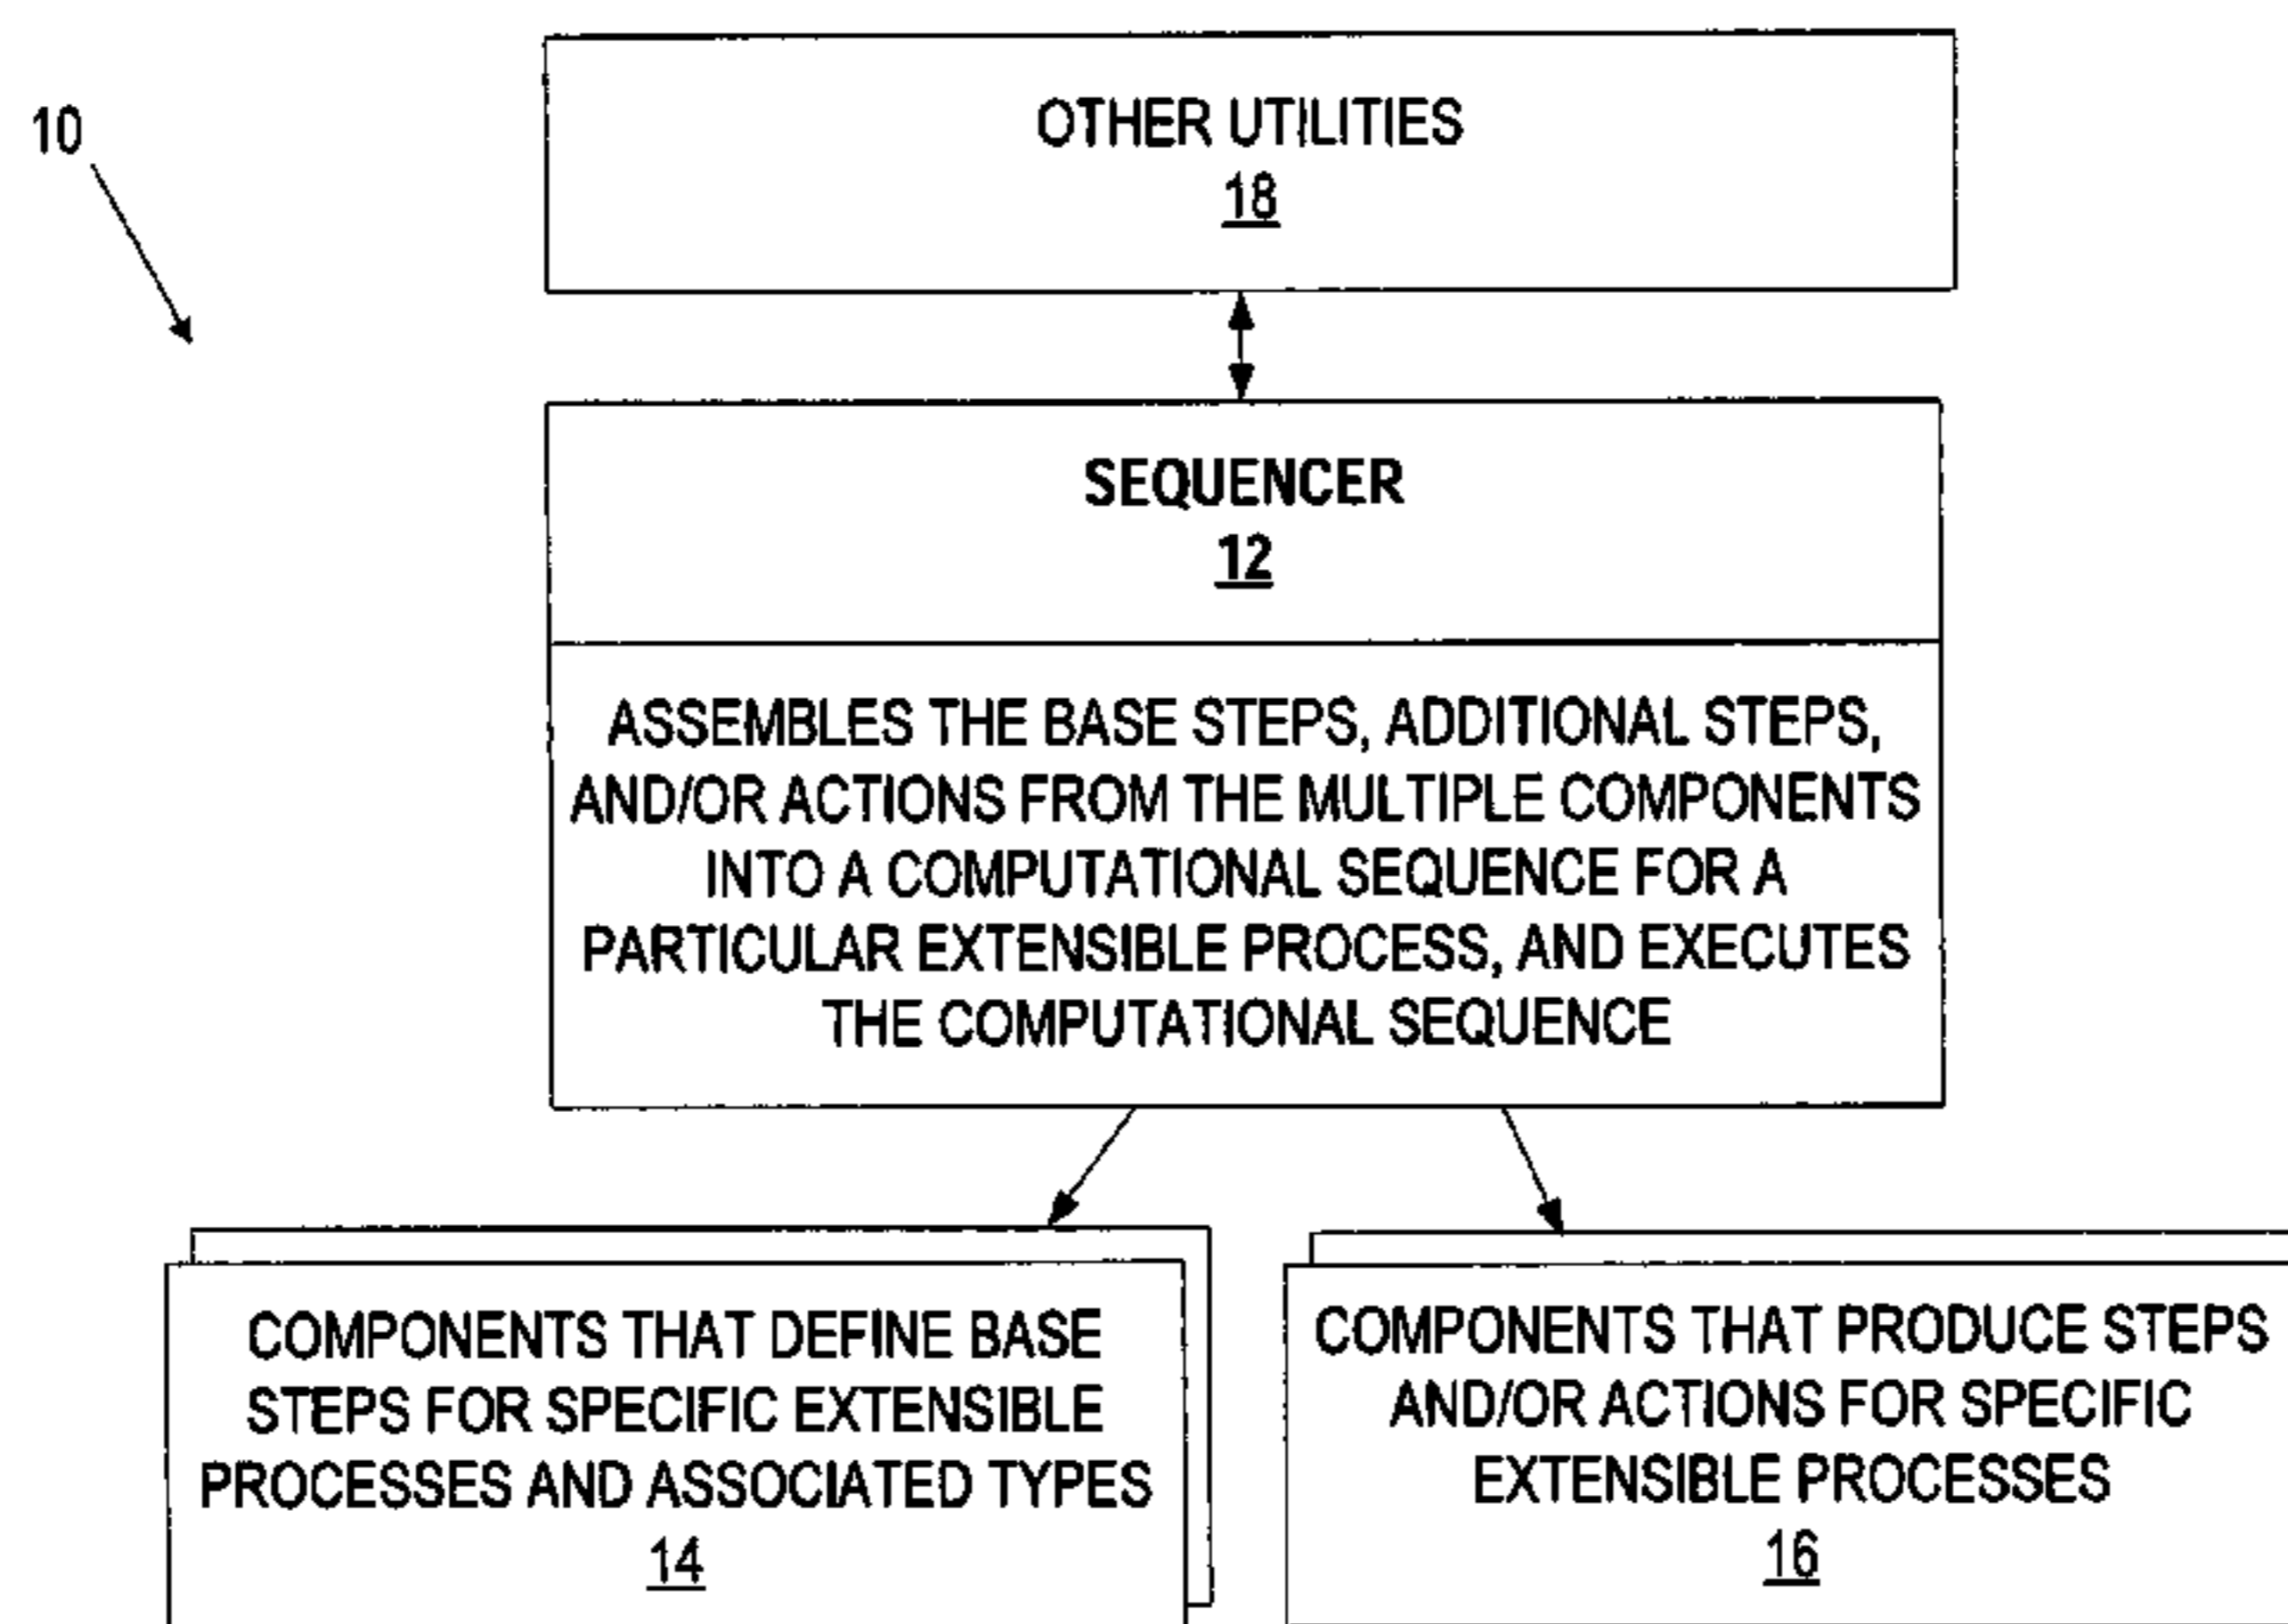 10
OTHER UTILITIES
18
SEQUENCER
12
ASSEMBLES THE BASE STEPS, ADDITIONAL STEPS,
AND/OR ACTIONS FROM THE MULTIPLE COMPONENTS
INTO A COMPUTATIONAL SEQUENCE FOR A
PARTICULAR EXTENSIBLE PROCESS, AND EXECUTES
THE COMPUTATIONAL SEQUENCE
COMPONENTS THAT DEFINE BASE
STEPS FOR SPECIFIC EXTENSIBLE
PROCESSES AND ASSOCIATED TYPES
14
COMPONENTS THAT PRODUCE STEPS
AND/OR ACTIONS FOR SPECIFIC
EXTENSIBLE PROCESSES
16